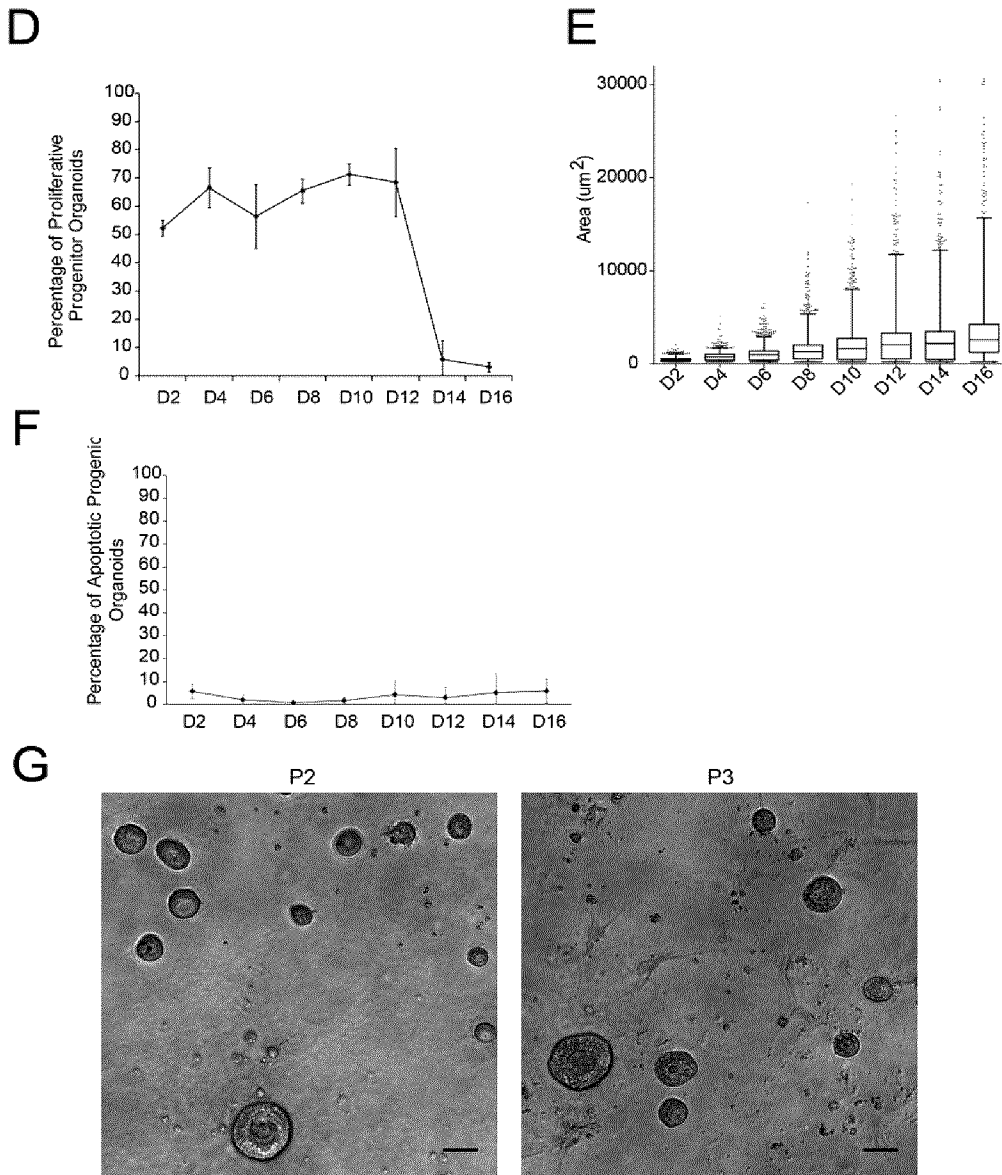 D
E
Percentage of Proliferative
Progenitor Organoids
100
90
80
70
60
50
40
30
20
10
0
D2 D4 D6 D8 D10 D12 D14 D16
Area (um²)
30000
20000
10000
0
D2 D4 D6 D8 D10 D12 D14 D16
F
Percentage of Apoptotic Progenic
Organoids
100
90
80
70
60
50
40
30
20
10
0
D2 D4 D6 D8 D10 D12 D14 D16
G
P2
P3